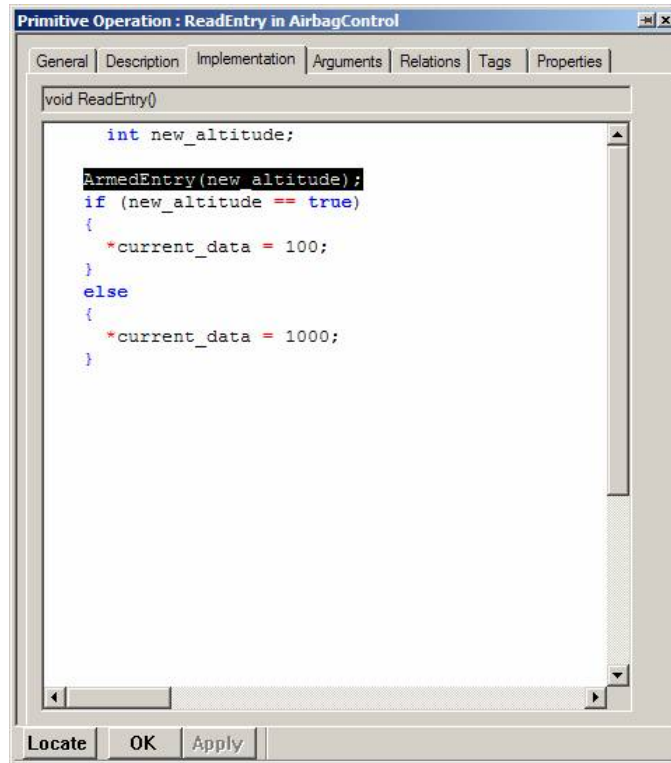 Primitive Operation : ReadEntry in AirbagControl
General Description Implementation Arguments Relations Tags Properties
void ReadEntry()
int new_altitude;
ArmedEntry(new_altitude);
if (new_altitude == true)
{
*current_data = 100;
}
else
{
*current_data = 1000;
}
Locate OK Apply